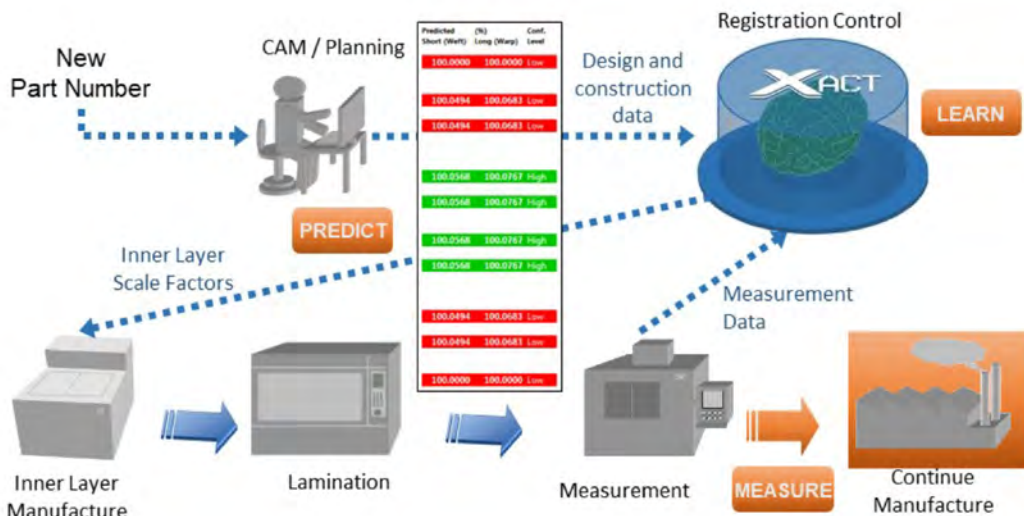 New
Part Number
CAM / Planning
Predicted (%) Conf.
Short (Weft) Long (Warp) Level
100.0000 100.0000 Low
100.0494 100.0683 Low
100.0494 100.0683 Low
100.0568 100.0767 High
100.0568 100.0767 High
100.0568 100.0767 High
100.0568 100.0767 High
100.0494 100.0683 Low
100.0494 100.0683 Low
100.0000 100.0000 Low
Design and
construction
data
Registration Control
XACT
LEARN
PREDICT
Inner Layer
Scale Factors
Measurement
Data
Inner Layer
Manufacture
Lamination
Measurement
MEASURE
Continue
Manufacture